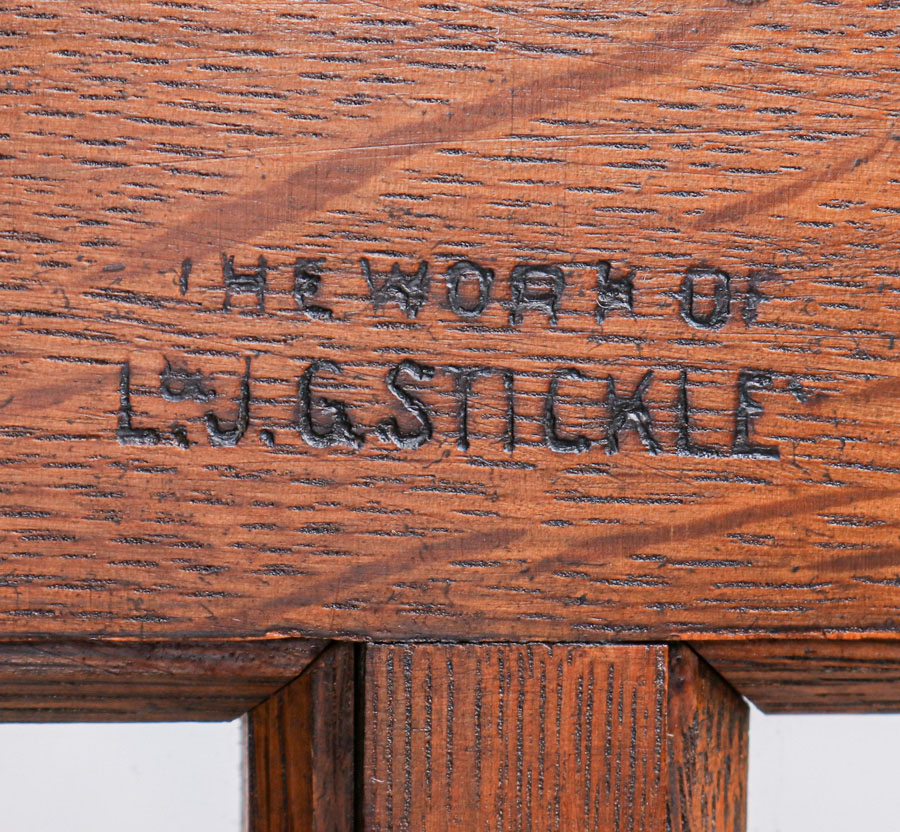 THE WORK OF
L. & J. G. STICKLEY